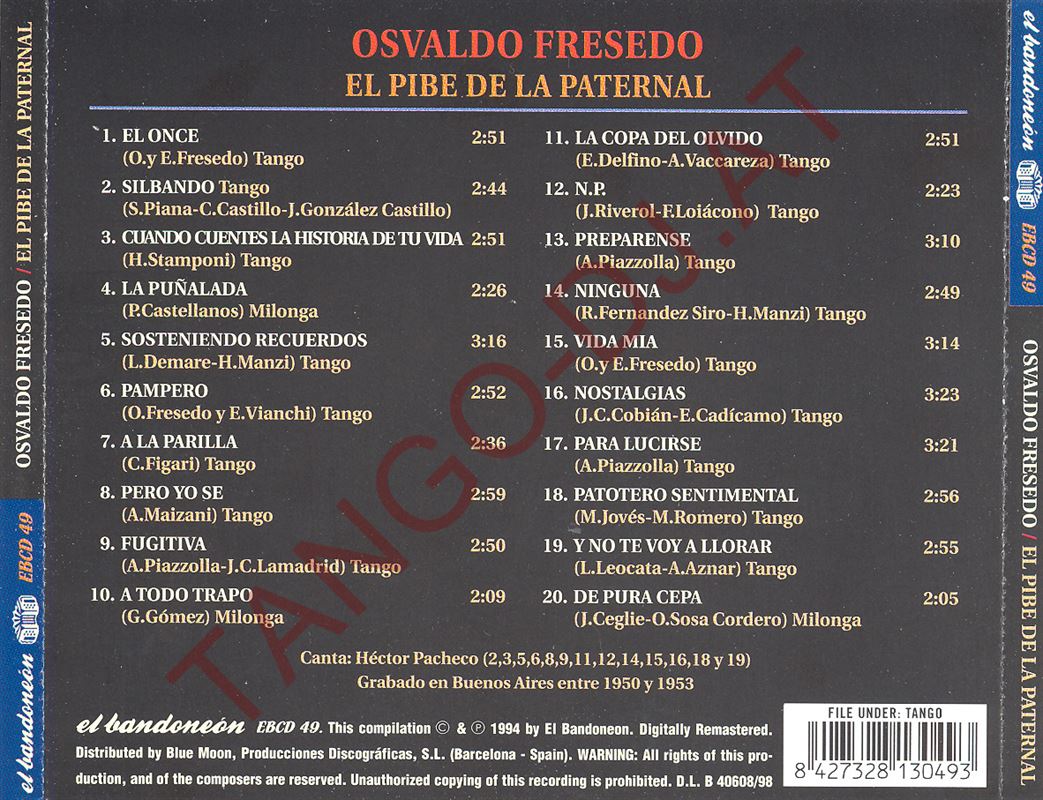 OSVALDO FRESEDO
EL PIBE DE LA PATERNAL
1. EL ONCE 2:51
(O.y E.Fresedo) Tango
2. SILBANDO Tango 2:44
(S.Piana-C.Castillo-J.González Castillo)
3. CUANDO CUENTES LA HISTORIA DE TU VIDA 2:51
(H.Stamponi) Tango
4. LA PUÑALADA 2:26
(P.Castellanos) Milonga
5. SOSTENIENDO RECUERDOS 3:16
(L.Demare-H.Manzi) Tango
6. PAMPERO 2:52
(O.Fresedo y E.Vianchi) Tango
7. A LA PARILLA 2:36
(C.Figari) Tango
8. PERO YO SE 2:59
(A.Maizani) Tango
9. FUGITIVA 2:50
(A.Piazzolla-J.C.Lamadrid) Tango
10. A TODO TRAPO 2:09
(G.Gómez) Milonga
11. LA COPA DEL OLVIDO 2:51
(E.Delfino-A.Vaccareza) Tango
12. N.P. 2:23
(J.Riverol-F.Loiácono) Tango
13. PREPARENSE 3:10
(A.Piazzolla) Tango
14. NINGUNA 2:49
(R.Fernandez Siro-H.Manzi) Tango
15. VIDA MIA 3:14
(O.y E.Fresedo) Tango
16. NOSTALGIAS 3:23
(J.C.Cobián-E.Cadícamo) Tango
17. PARA LUCIRSE 3:21
(A.Piazzolla) Tango
18. PATOTERO SENTIMENTAL 2:56
(M.Jovés-M.Romero) Tango
19. Y NO TE VOY A LLORAR 2:55
(L.Leocata-A.Aznar) Tango
20. DE PURA CEPA 2:05
(J.Ceglie-O.Sosa Cordero) Milonga
Canta: Héctor Pacheco (2,3,5,6,8,9,11,12,14,15,16,18 y 19)
Grabado en Buenos Aires entre 1950 y 1953
el bandoneón EBCD 49. This compilation © & ℗ 1994 by El Bandoneon. Digitally Remastered.
Distributed by Blue Moon, Producciones Discográficas, S.L. (Barcelona - Spain). WARNING: All rights of the pro-
duction, and of the composers are reserved. Unauthorized copying of this recording is prohibited. D.L. B 40608/98
FILE UNDER: TANGO
8 427328 130493
OSVALDO FRESEDO / EL PIBE DE LA PATERNAL
el bandoneón EBCD 49
el bandoneón EBCD 49
OSVALDO FRESEDO / EL PIBE DE LA PATERNAL
TANGO-DJ.AT